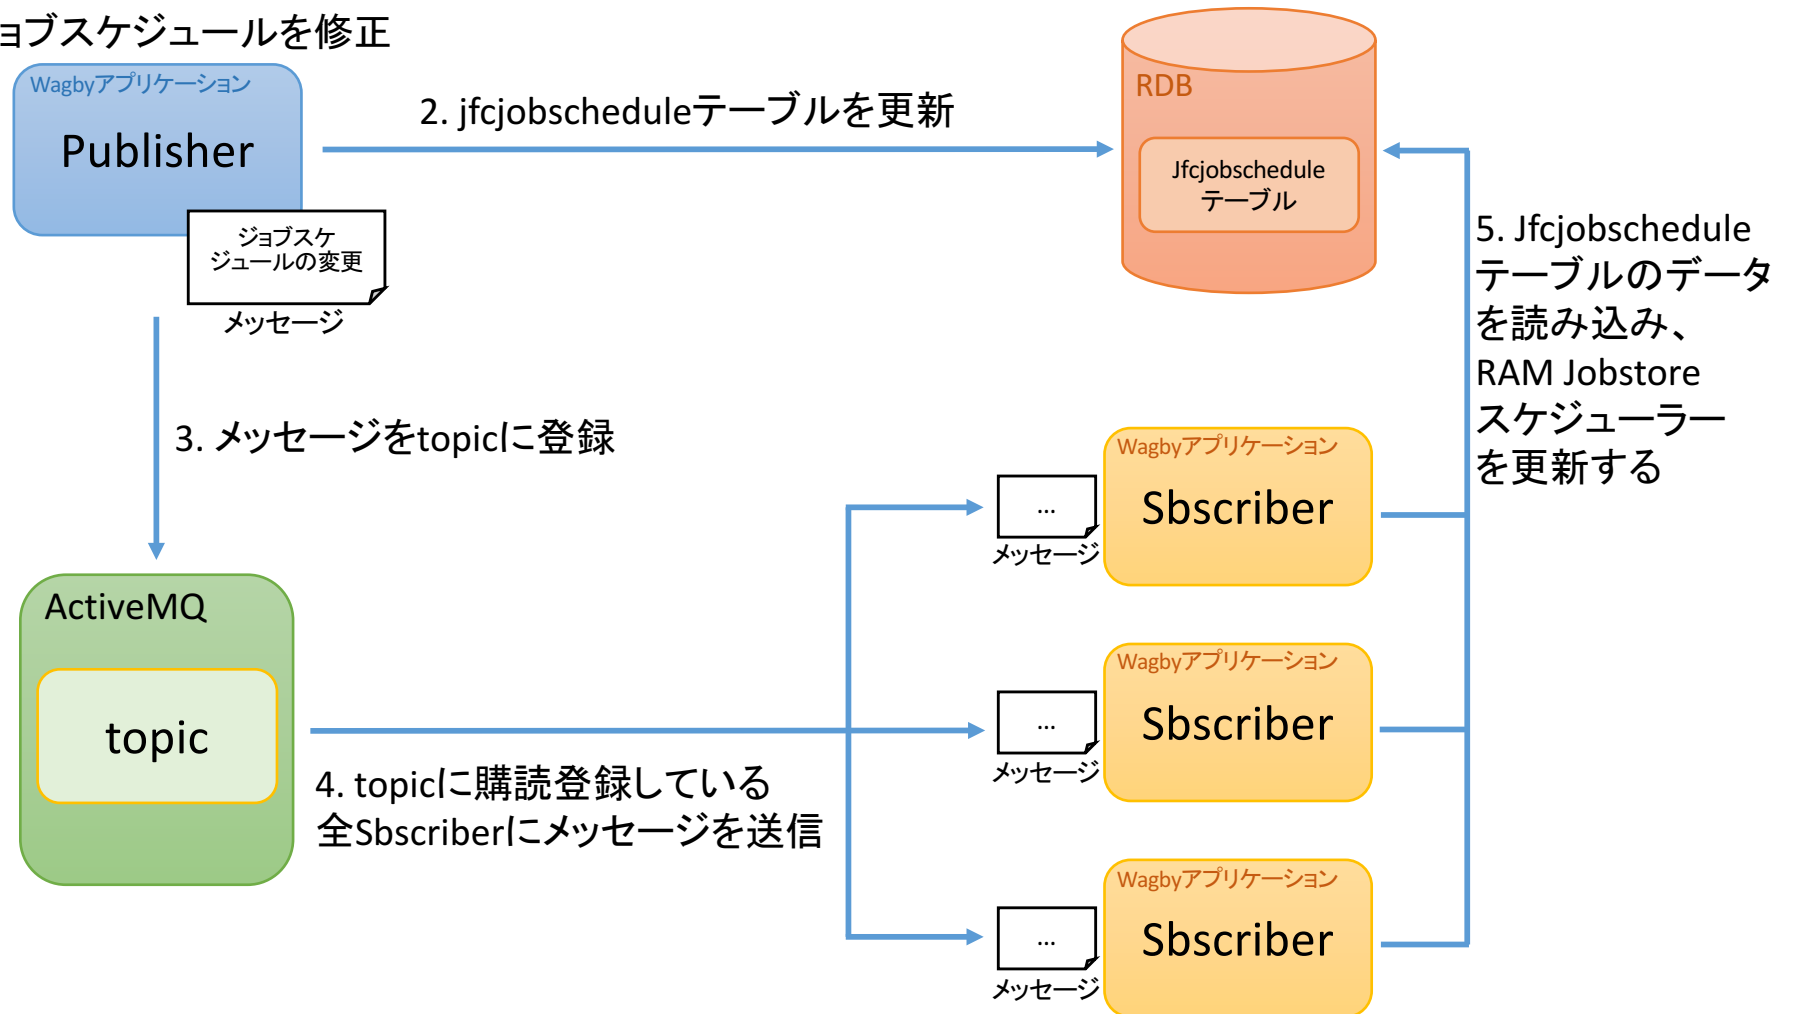 ョブスケジュールを修正
Wagbyアプリケーション
Publisher
ジョブスケ
ジュールの変更
メッセージ
2. jfcjobscheduleテーブルを更新
RDB
Jfcjobschedule
テーブル
3. メッセージをtopicに登録
ActiveMQ
topic
4. topicに購読登録している
全Sbscriberにメッセージを送信
...
メッセージ
Wagbyアプリケーション
Sbscriber
...
メッセージ
Wagbyアプリケーション
Sbscriber
...
メッセージ
Wagbyアプリケーション
Sbscriber
5. Jfcjobschedule
テーブルのデータ
を読み込み、
RAM Jobstore
スケジューラー
を更新する